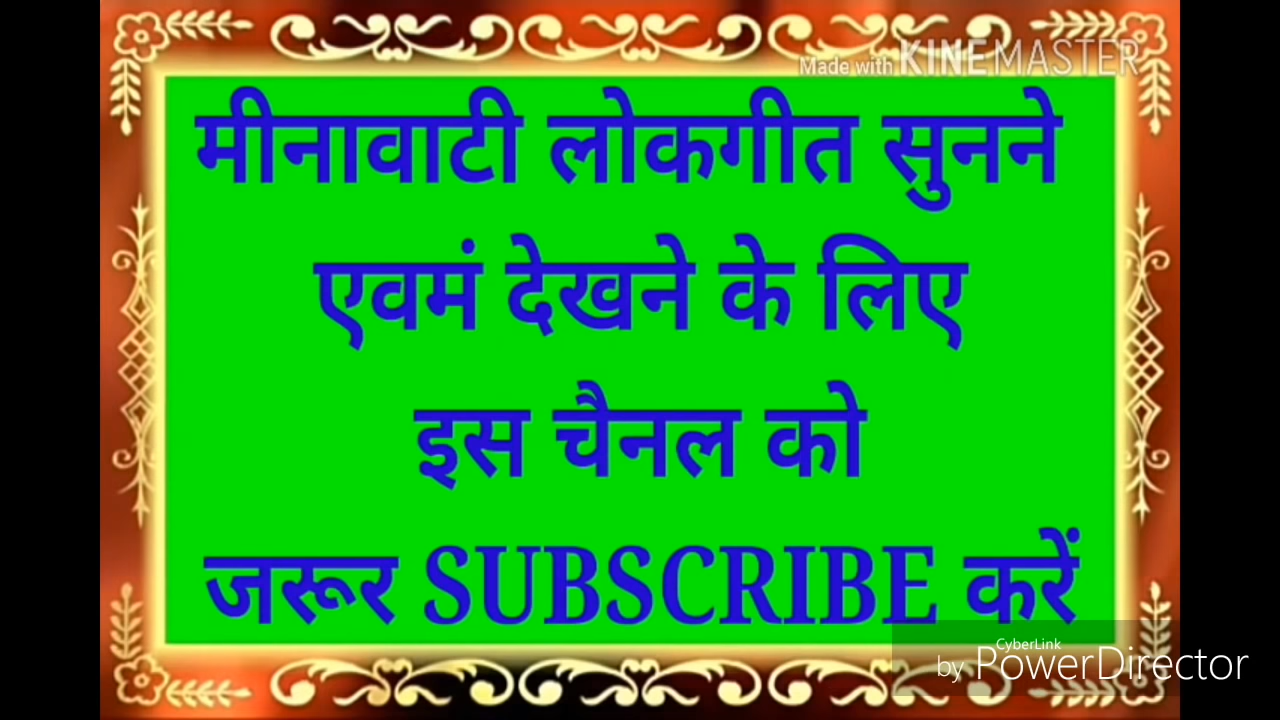 Made with KINEMASTER
मीनावाटी लोकगीत सुनने
एवमं देखने के लिए
इस चैनल को
जरूर SUBSCRIBE करें
CyberLink
by PowerDirector